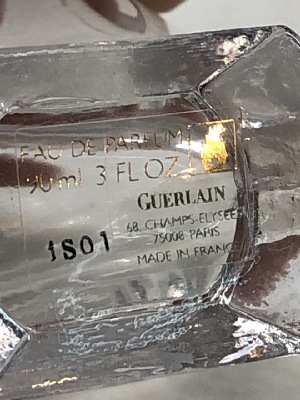 EAU DE PARFUM
90 ml 3 FL OZ
GUERLAIN
68, CHAMPS-ELYSEES
75008 PARIS
MADE IN FRANCE
1S01